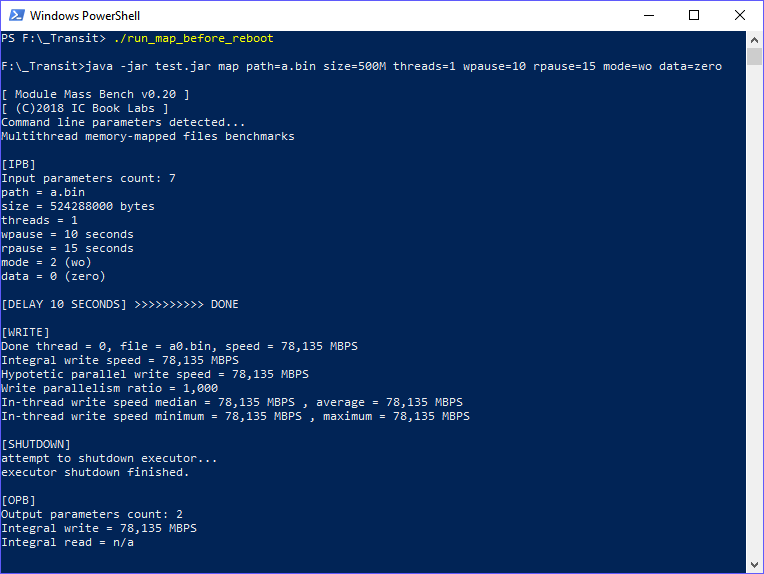 Windows PowerShell
PS F:\_Transit> ./run_map_before_reboot
F:\_Transit>java -jar test.jar map path=a.bin size=500M threads=1 wpause=10 rpause=15 mode=wo data=zero
[ Module Mass Bench v0.20 ]
[ (C)2018 IC Book Labs ]
Command line parameters detected...
Multithread memory-mapped files benchmarks
[IPB]
Input parameters count: 7
path = a.bin
size = 524288000 bytes
threads = 1
wpause = 10 seconds
rpause = 15 seconds
mode = 2 (wo)
data = 0 (zero)
[DELAY 10 SECONDS] >>>>>>>>>> DONE
[WRITE]
Done thread = 0, file = a0.bin, speed = 78,135 MBPS
Integral write speed = 78,135 MBPS
Hypotetic parallel write speed = 78,135 MBPS
Write parallelism ratio = 1,000
In-thread write speed median = 78,135 MBPS , average = 78,135 MBPS
In-thread write speed minimum = 78,135 MBPS , maximum = 78,135 MBPS
[SHUTDOWN]
attempt to shutdown executor...
executor shutdown finished.
[OPB]
Output parameters count: 2
Integral write = 78,135 MBPS
Integral read = n/a